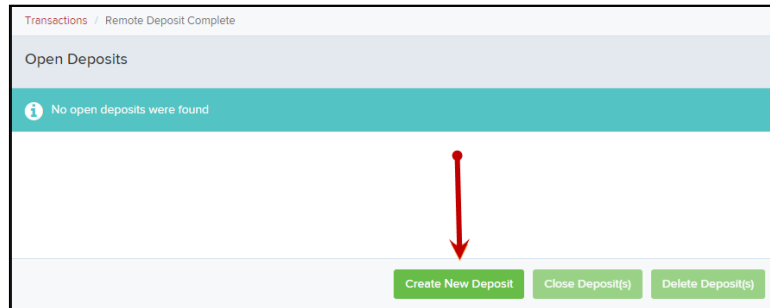 Transactions / Remote Deposit Complete
Open Deposits
No open deposits were found
Create New Deposit Close Deposit(s) Delete Deposit(s)